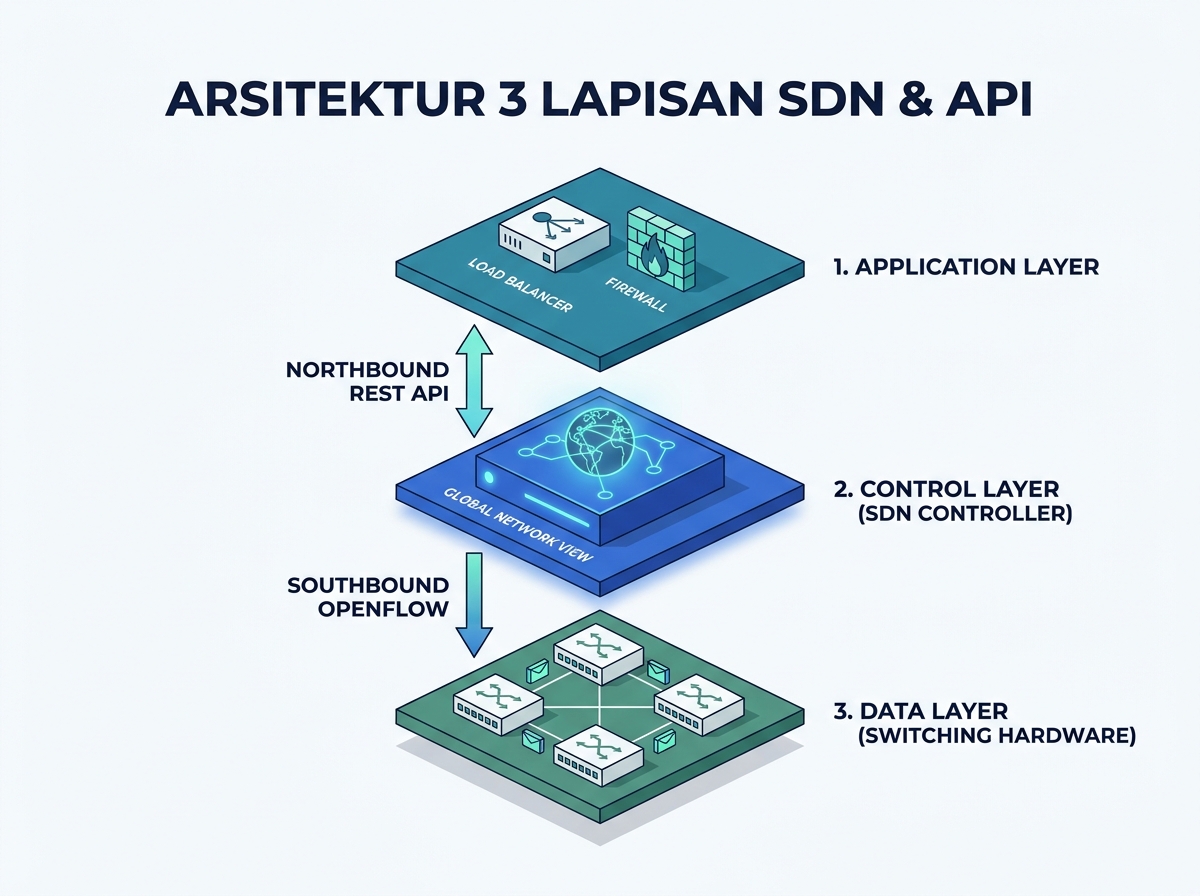 ARSITEKTUR 3 LAPISAN SDN & API
LOAD BALANCER
FIREWALL
1. APPLICATION LAYER
NORTHBOUND
REST API
GLOBAL NETWORK VIEW
2. CONTROL LAYER
(SDN CONTROLLER)
SOUTHBOUND
OPENFLOW
3. DATA LAYER
(SWITCHING HARDWARE)